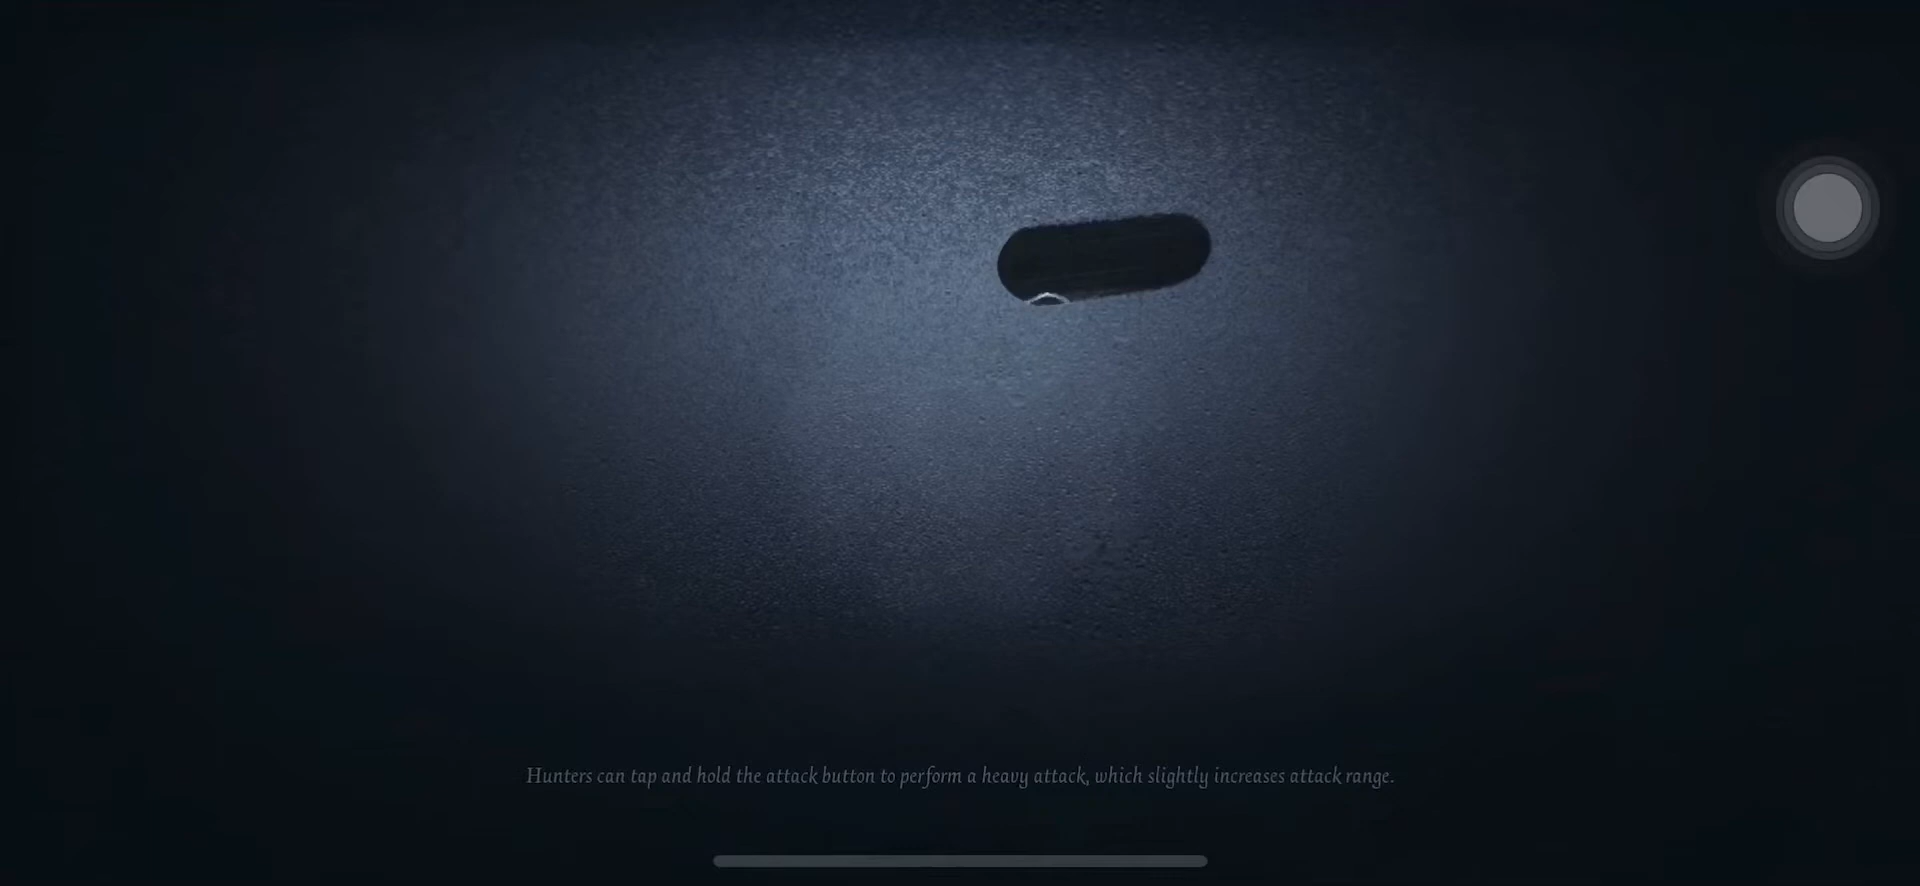 Hunters can tap and hold the attack button to perform a heavy attack, which slightly increases attack range.